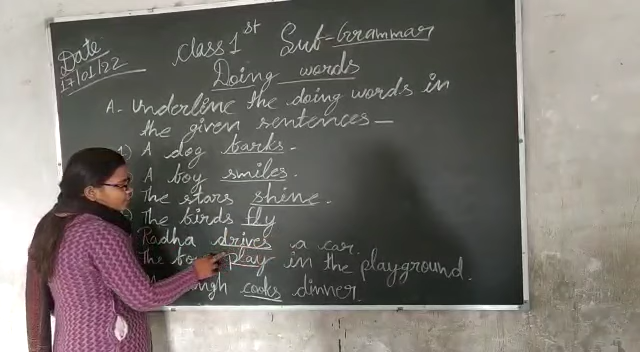 Date
17/01/22
Class 1st Sub-Grammar
Doing words
A- Underline the doing words in
the given sentences-
1) A dog barks.
A boy smiles.
The stars shine.
The birds fly
Radha drives a car.
The play in the playground.
cooks dinner.